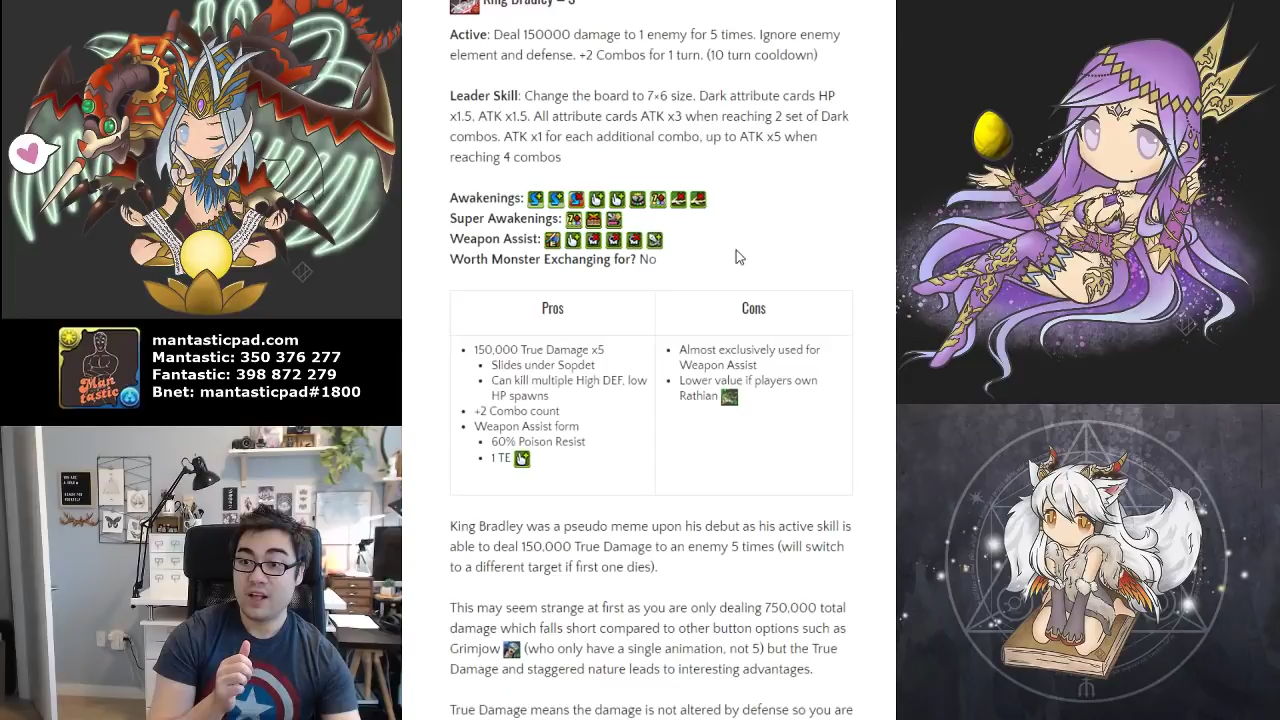 King Bradley – 5
Active: Deal 150000 damage to 1 enemy for 5 times. Ignore enemy
element and defense. +2 Combos for 1 turn. (10 turn cooldown)
Leader Skill: Change the board to 7×6 size. Dark attribute cards HP
x1.5, ATK x1.5. All attribute cards ATK x3 when reaching 2 set of Dark
combos. ATK x1 for each additional combo, up to ATK x5 when
reaching 4 combos
Awakenings:
Super Awakenings:
Weapon Assist:
Worth Monster Exchanging for? No
Pros
Cons
150,000 True Damage x5
Slides under Sopdet
Can kill multiple High DEF, low
HP spawns
+2 Combo count
Weapon Assist form
60% Poison Resist
1 TE
Almost exclusively used for
Weapon Assist
Lower value if players own
Rathian
King Bradley was a pseudo meme upon his debut as his active skill is
able to deal 150,000 True Damage to an enemy 5 times (will switch
to a different target if first one dies).
This may seem strange at first as you are only dealing 750,000 total
damage which falls short compared to other button options such as
Grimjow (who only have a single animation, not 5) but the True
Damage and staggered nature leads to interesting advantages.
True Damage means the damage is not altered by defense so you are
Man
tastic
mantasticpad.com
Mantastic: 350 376 277
Fantastic: 398 872 279
Bnet: mantasticpad#1800